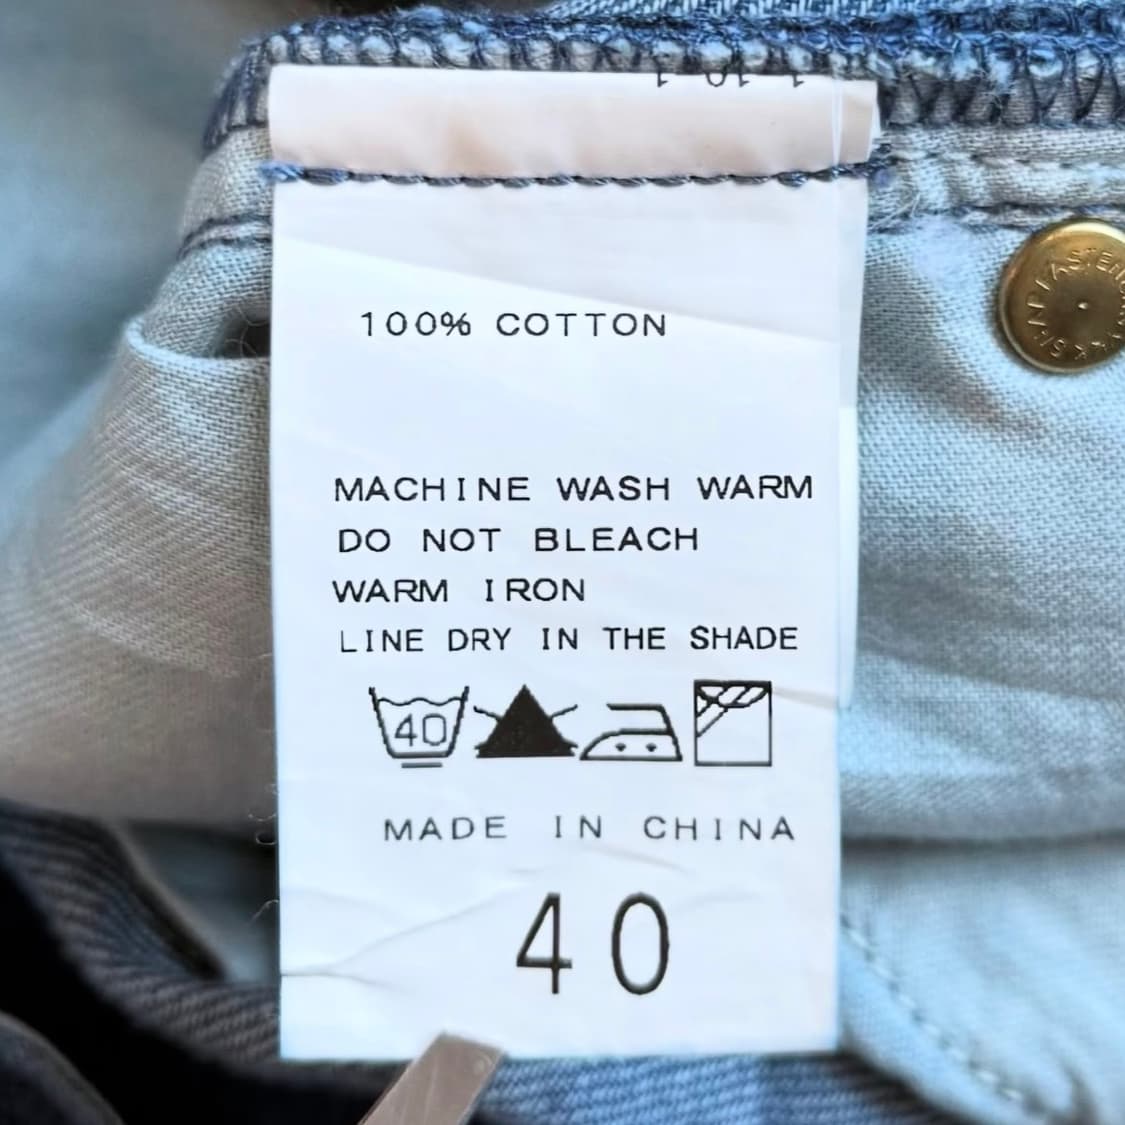 100% COTTON
MACHINE WASH WARM
DO NOT BLEACH
WARM IRON
LINE DRY IN THE SHADE
40
MADE IN CHINA
40